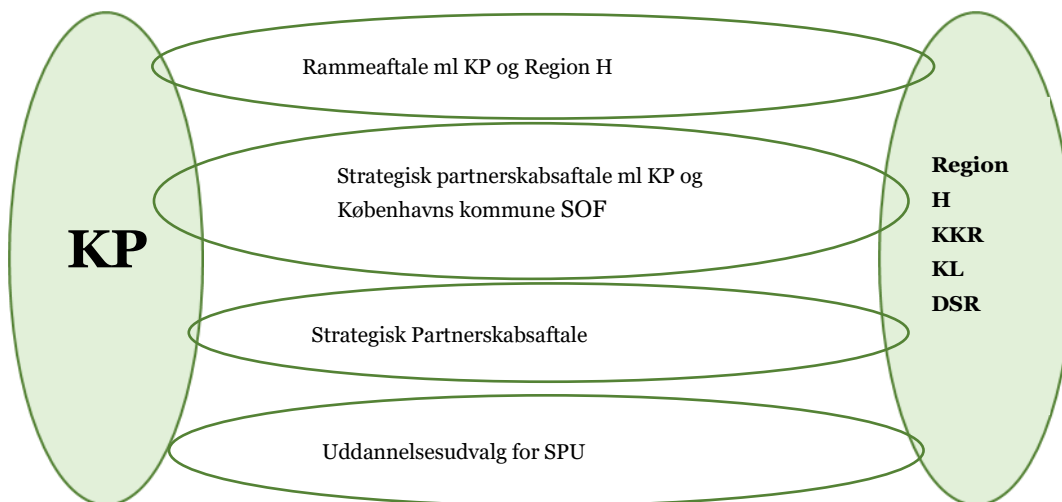 Rammeaftale ml KP og Region H
Strategisk partnerskabsaftale ml KP og
Københavns kommune SOF
KP
Region
H
KKR
KL
DSR
Strategisk Partnerskabsaftale
Uddannelsesudvalg for SPU